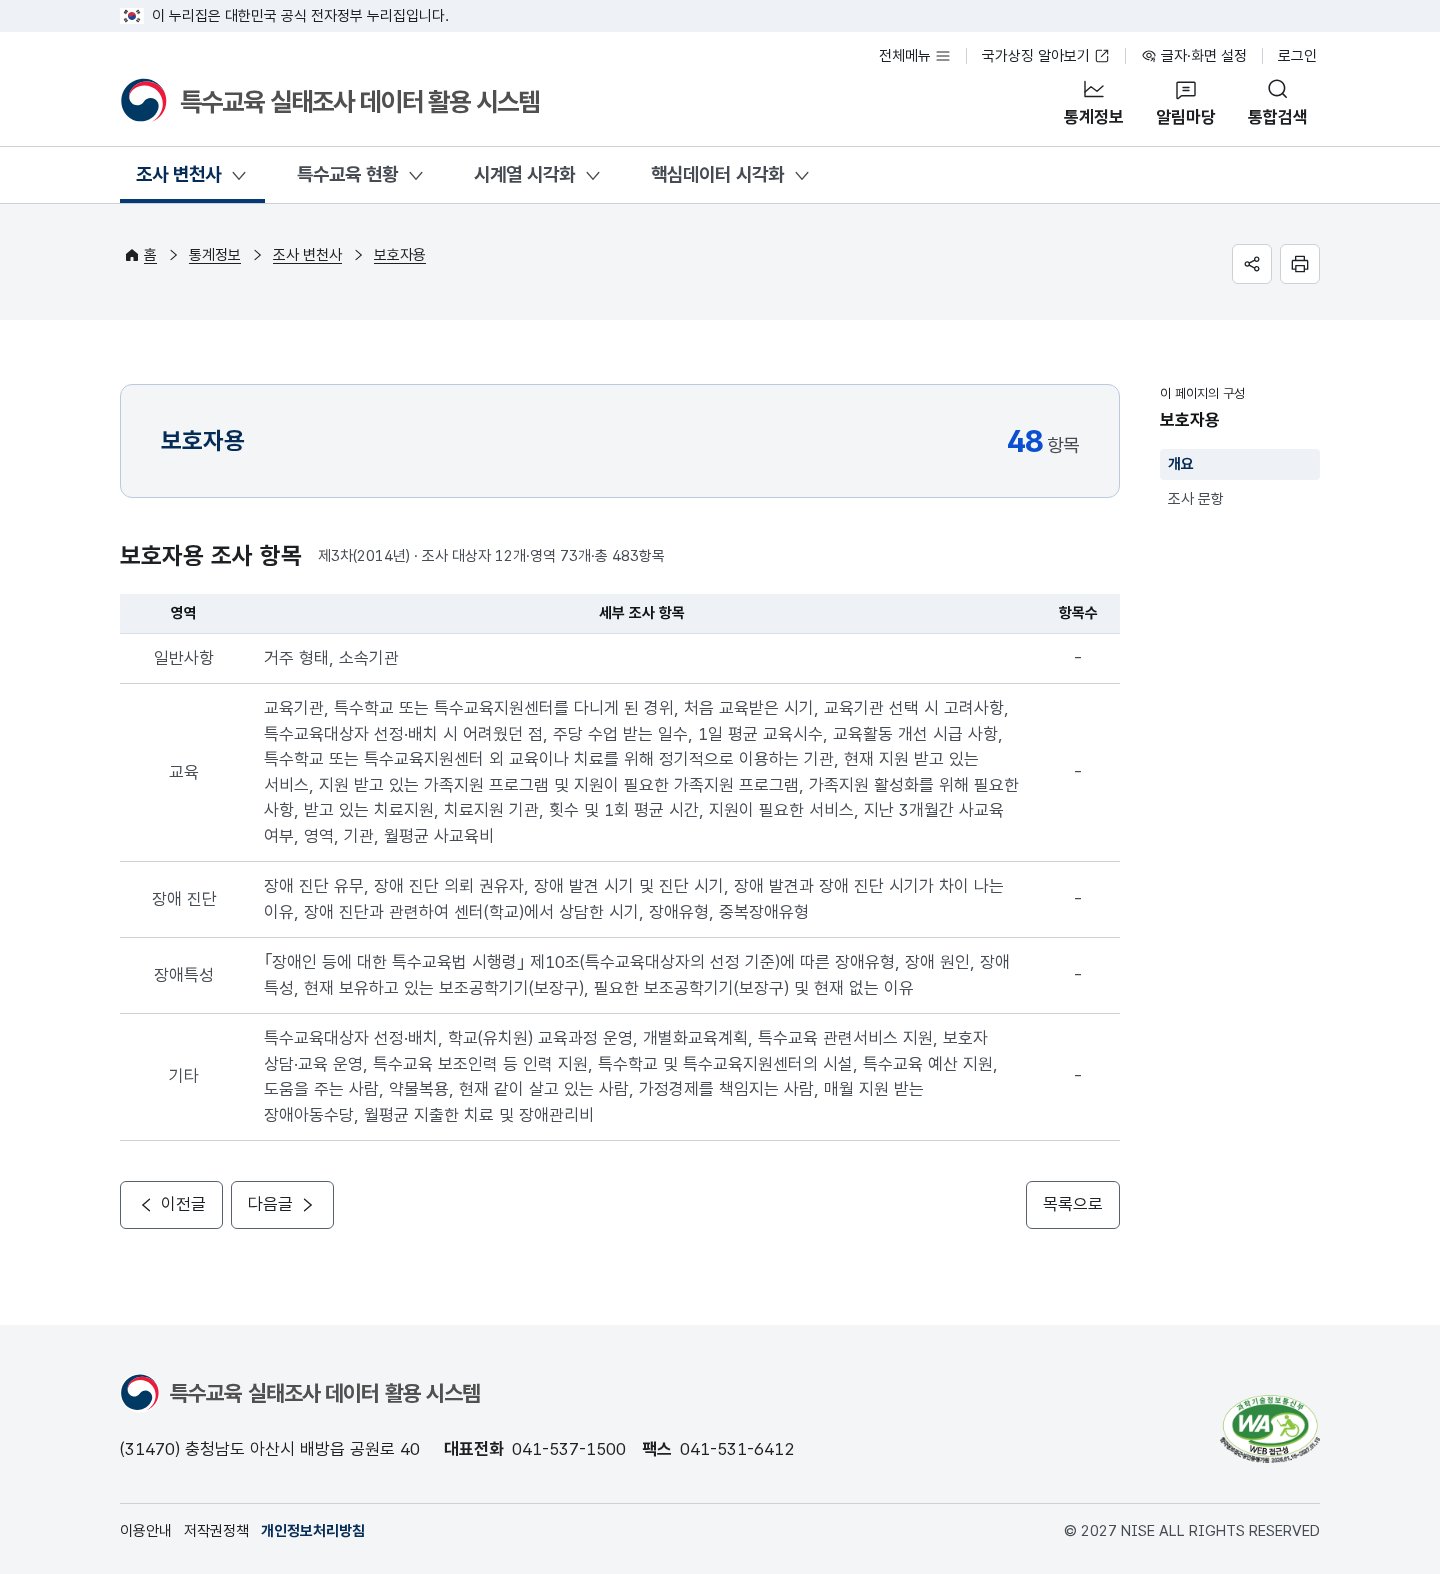 이 누리집은 대한민국 공식 전자정부 누리집입니다.
전체메뉴
국가상징 알아보기
글자·화면 설정
로그인
특수교육 실태조사 데이터 활용 시스템
통계정보
알림마당
통합검색
조사 변천사
특수교육 현황
시계열 시각화
핵심데이터 시각화
홈
통계정보
조사 변천사
보호자용
보호자용
48 항목
이 페이지의 구성
보호자용
개요
조사 문항
보호자용 조사 항목
제3차(2014년) · 조사 대상자 12개·영역 73개·총 483항목
영역 세부 조사 항목 항목수
일반사항
거주 형태, 소속기관
-
교육
교육기관, 특수학교 또는 특수교육지원센터를 다니게 된 경위, 처음 교육받은 시기, 교육기관 선택 시 고려사항,
특수교육대상자 선정·배치 시 어려웠던 점, 주당 수업 받는 일수, 1일 평균 교육시수, 교육활동 개선 시급 사항,
특수학교 또는 특수교육지원센터 외 교육이나 치료를 위해 정기적으로 이용하는 기관, 현재 지원 받고 있는
서비스, 지원 받고 있는 가족지원 프로그램 및 지원이 필요한 가족지원 프로그램, 가족지원 활성화를 위해 필요한
사항, 받고 있는 치료지원, 치료지원 기관, 횟수 및 1회 평균 시간, 지원이 필요한 서비스, 지난 3개월간 사교육
여부, 영역, 기관, 월평균 사교육비
-
장애 진단
장애 진단 유무, 장애 진단 의뢰 권유자, 장애 발견 시기 및 진단 시기, 장애 발견과 장애 진단 시기가 차이 나는
이유, 장애 진단과 관련하여 센터(학교)에서 상담한 시기, 장애유형, 중복장애유형
-
장애특성
「장애인 등에 대한 특수교육법 시행령」 제10조(특수교육대상자의 선정 기준)에 따른 장애유형, 장애 원인, 장애
특성, 현재 보유하고 있는 보조공학기기(보장구), 필요한 보조공학기기(보장구) 및 현재 없는 이유
-
기타
특수교육대상자 선정·배치, 학교(유치원) 교육과정 운영, 개별화교육계획, 특수교육 관련서비스 지원, 보호자
상담·교육 운영, 특수교육 보조인력 등 인력 지원, 특수학교 및 특수교육지원센터의 시설, 특수교육 예산 지원,
도움을 주는 사람, 약물복용, 현재 같이 살고 있는 사람, 가정경제를 책임지는 사람, 매월 지원 받는
장애아동수당, 월평균 지출한 치료 및 장애관리비
-
이전글
다음글
목록으로
특수교육 실태조사 데이터 활용 시스템
(31470) 충청남도 아산시 배방읍 공원로 40 대표전화 041-537-1500 팩스 041-531-6412
과학기술정보통신부
WA
WEB 접근성
이용안내 저작권정책 개인정보처리방침
© 2027 NISE ALL RIGHTS RESERVED